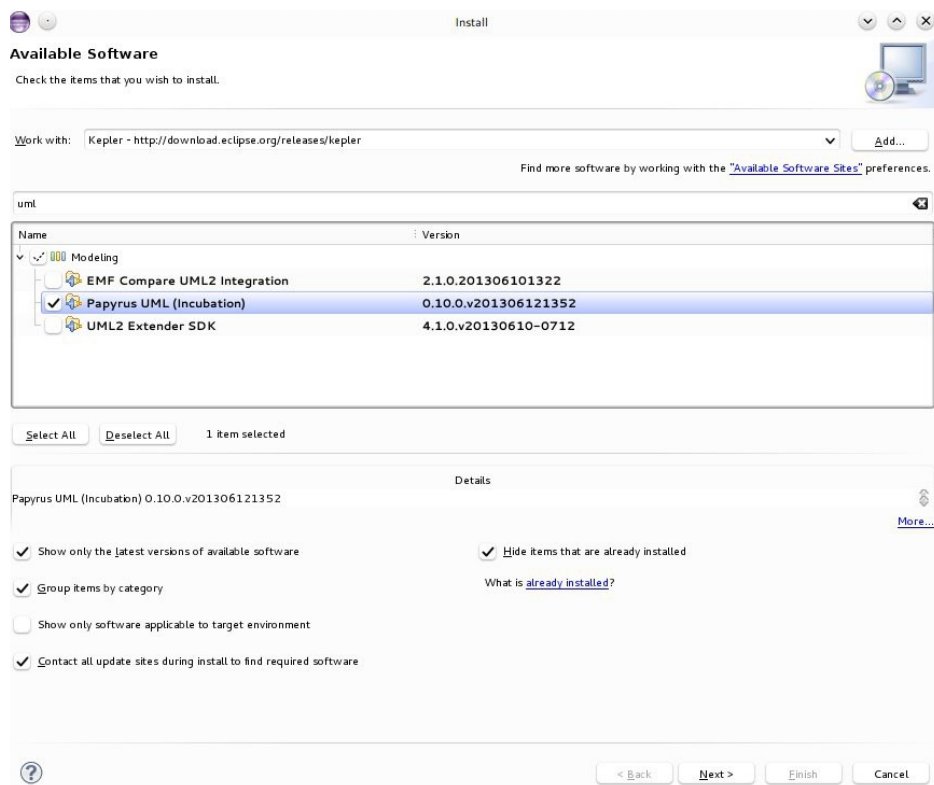 Install
Available Software
Check the items that you wish to install.
Work with: Kepler - http://download.eclipse.org/releases/kepler Add...
Find more software by working with the "Available Software Sites" preferences.
uml
Name Version
Modeling
EMF Compare UML2 Integration 2.1.0.201306101322
Papyrus UML (Incubation) 0.10.0.v201306121352
UML2 Extender SDK 4.1.0.v20130610-0712
Select All Deselect All 1 item selected
Details
Papyrus UML (Incubation) 0.10.0.v201306121352
More...
Show only the latest versions of available software Hide items that are already installed
Group items by category What is already installed?
Show only software applicable to target environment
Contact all update sites during install to find required software
? < Back Next > Finish Cancel